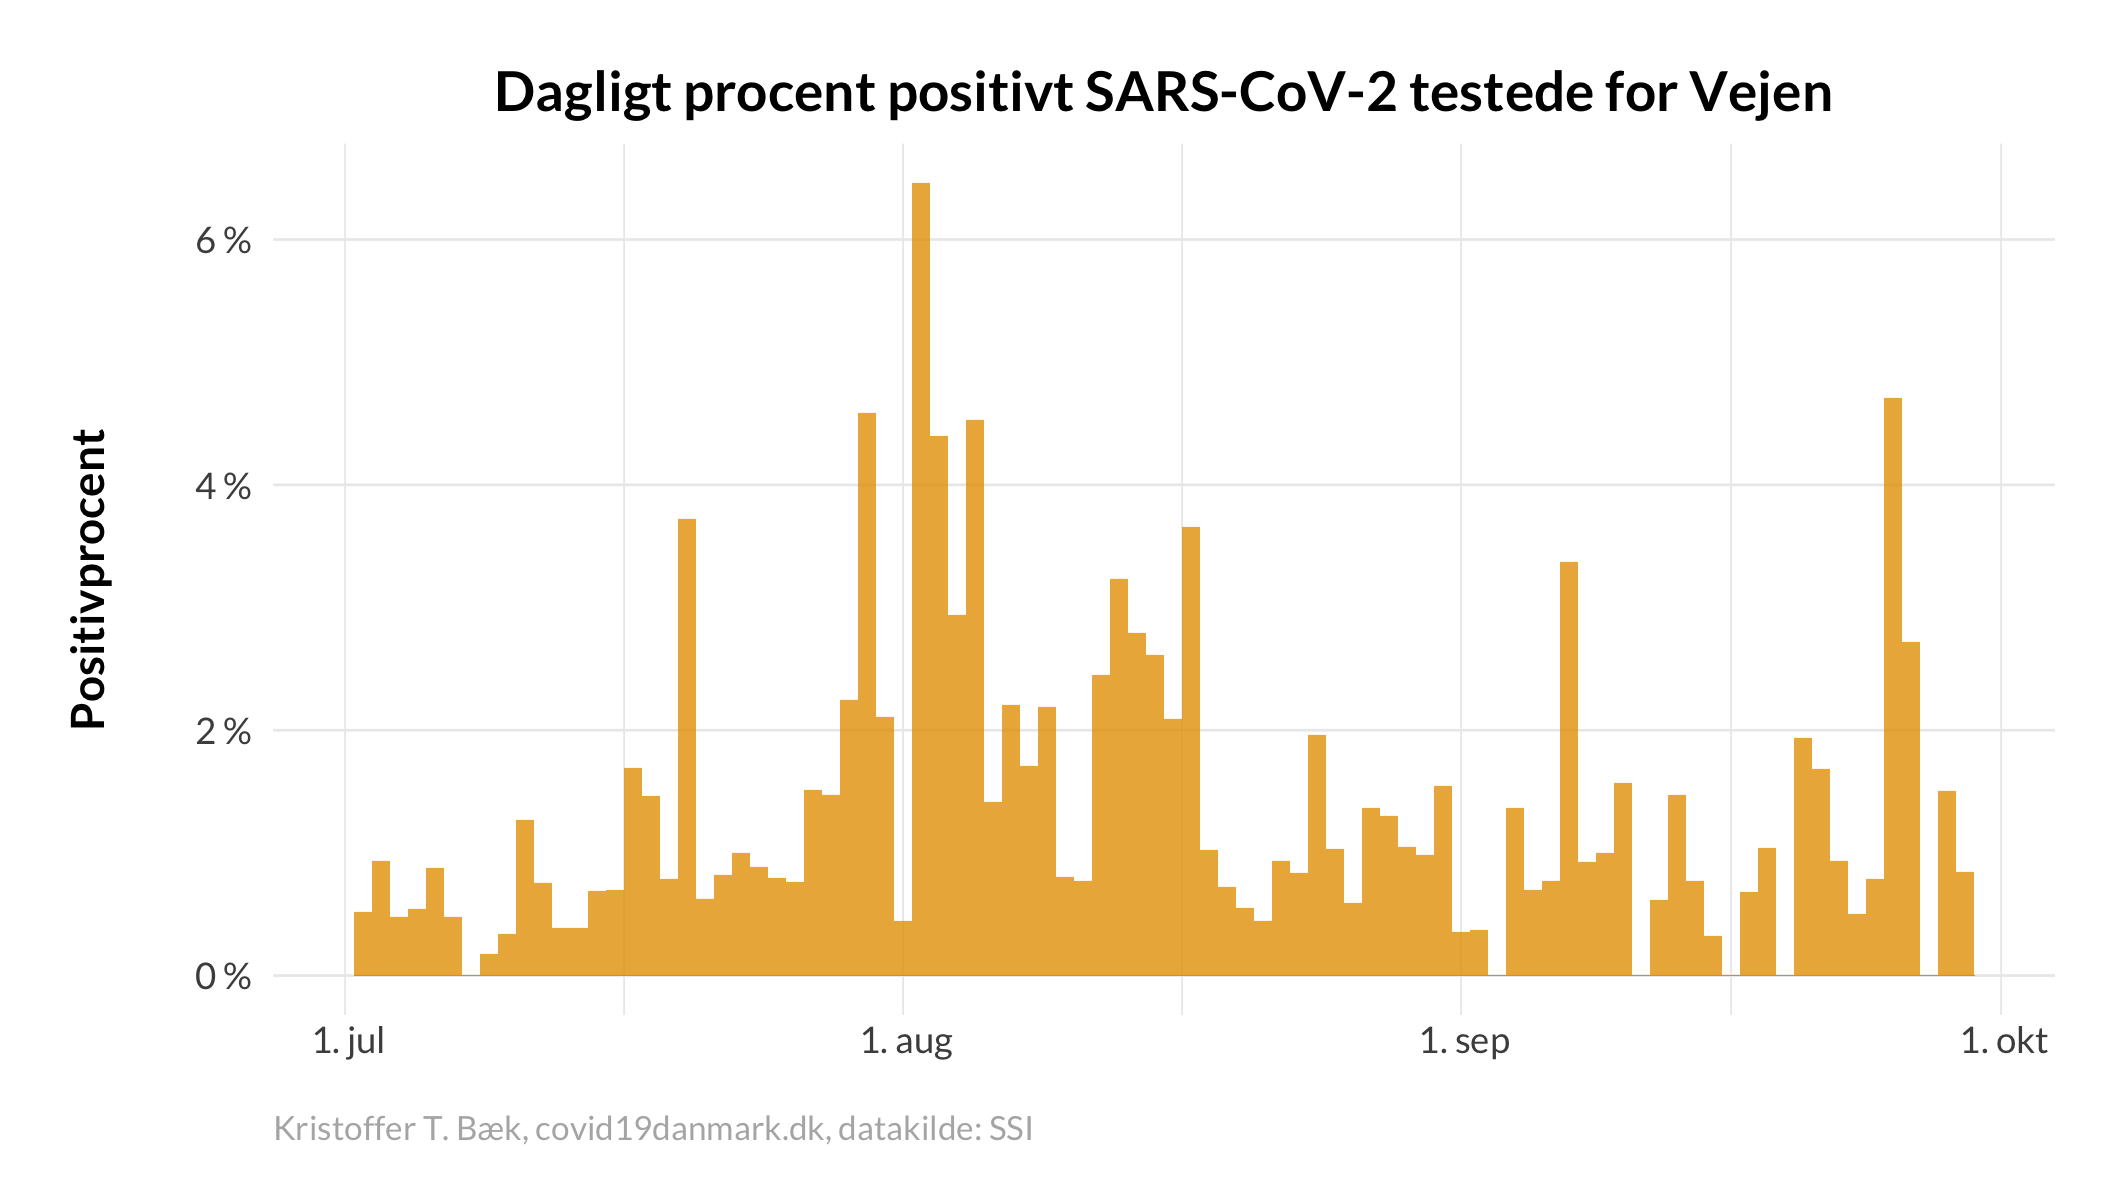 Dagligt procent positivt SARS-CoV-2 testede for Vejen
Positivprocent
6 %
4 %
2 %
0 %
1. jul
1. aug
1. sep
1. okt
Kristoffer T. Bæk, covid19danmark.dk, datakilde: SSI